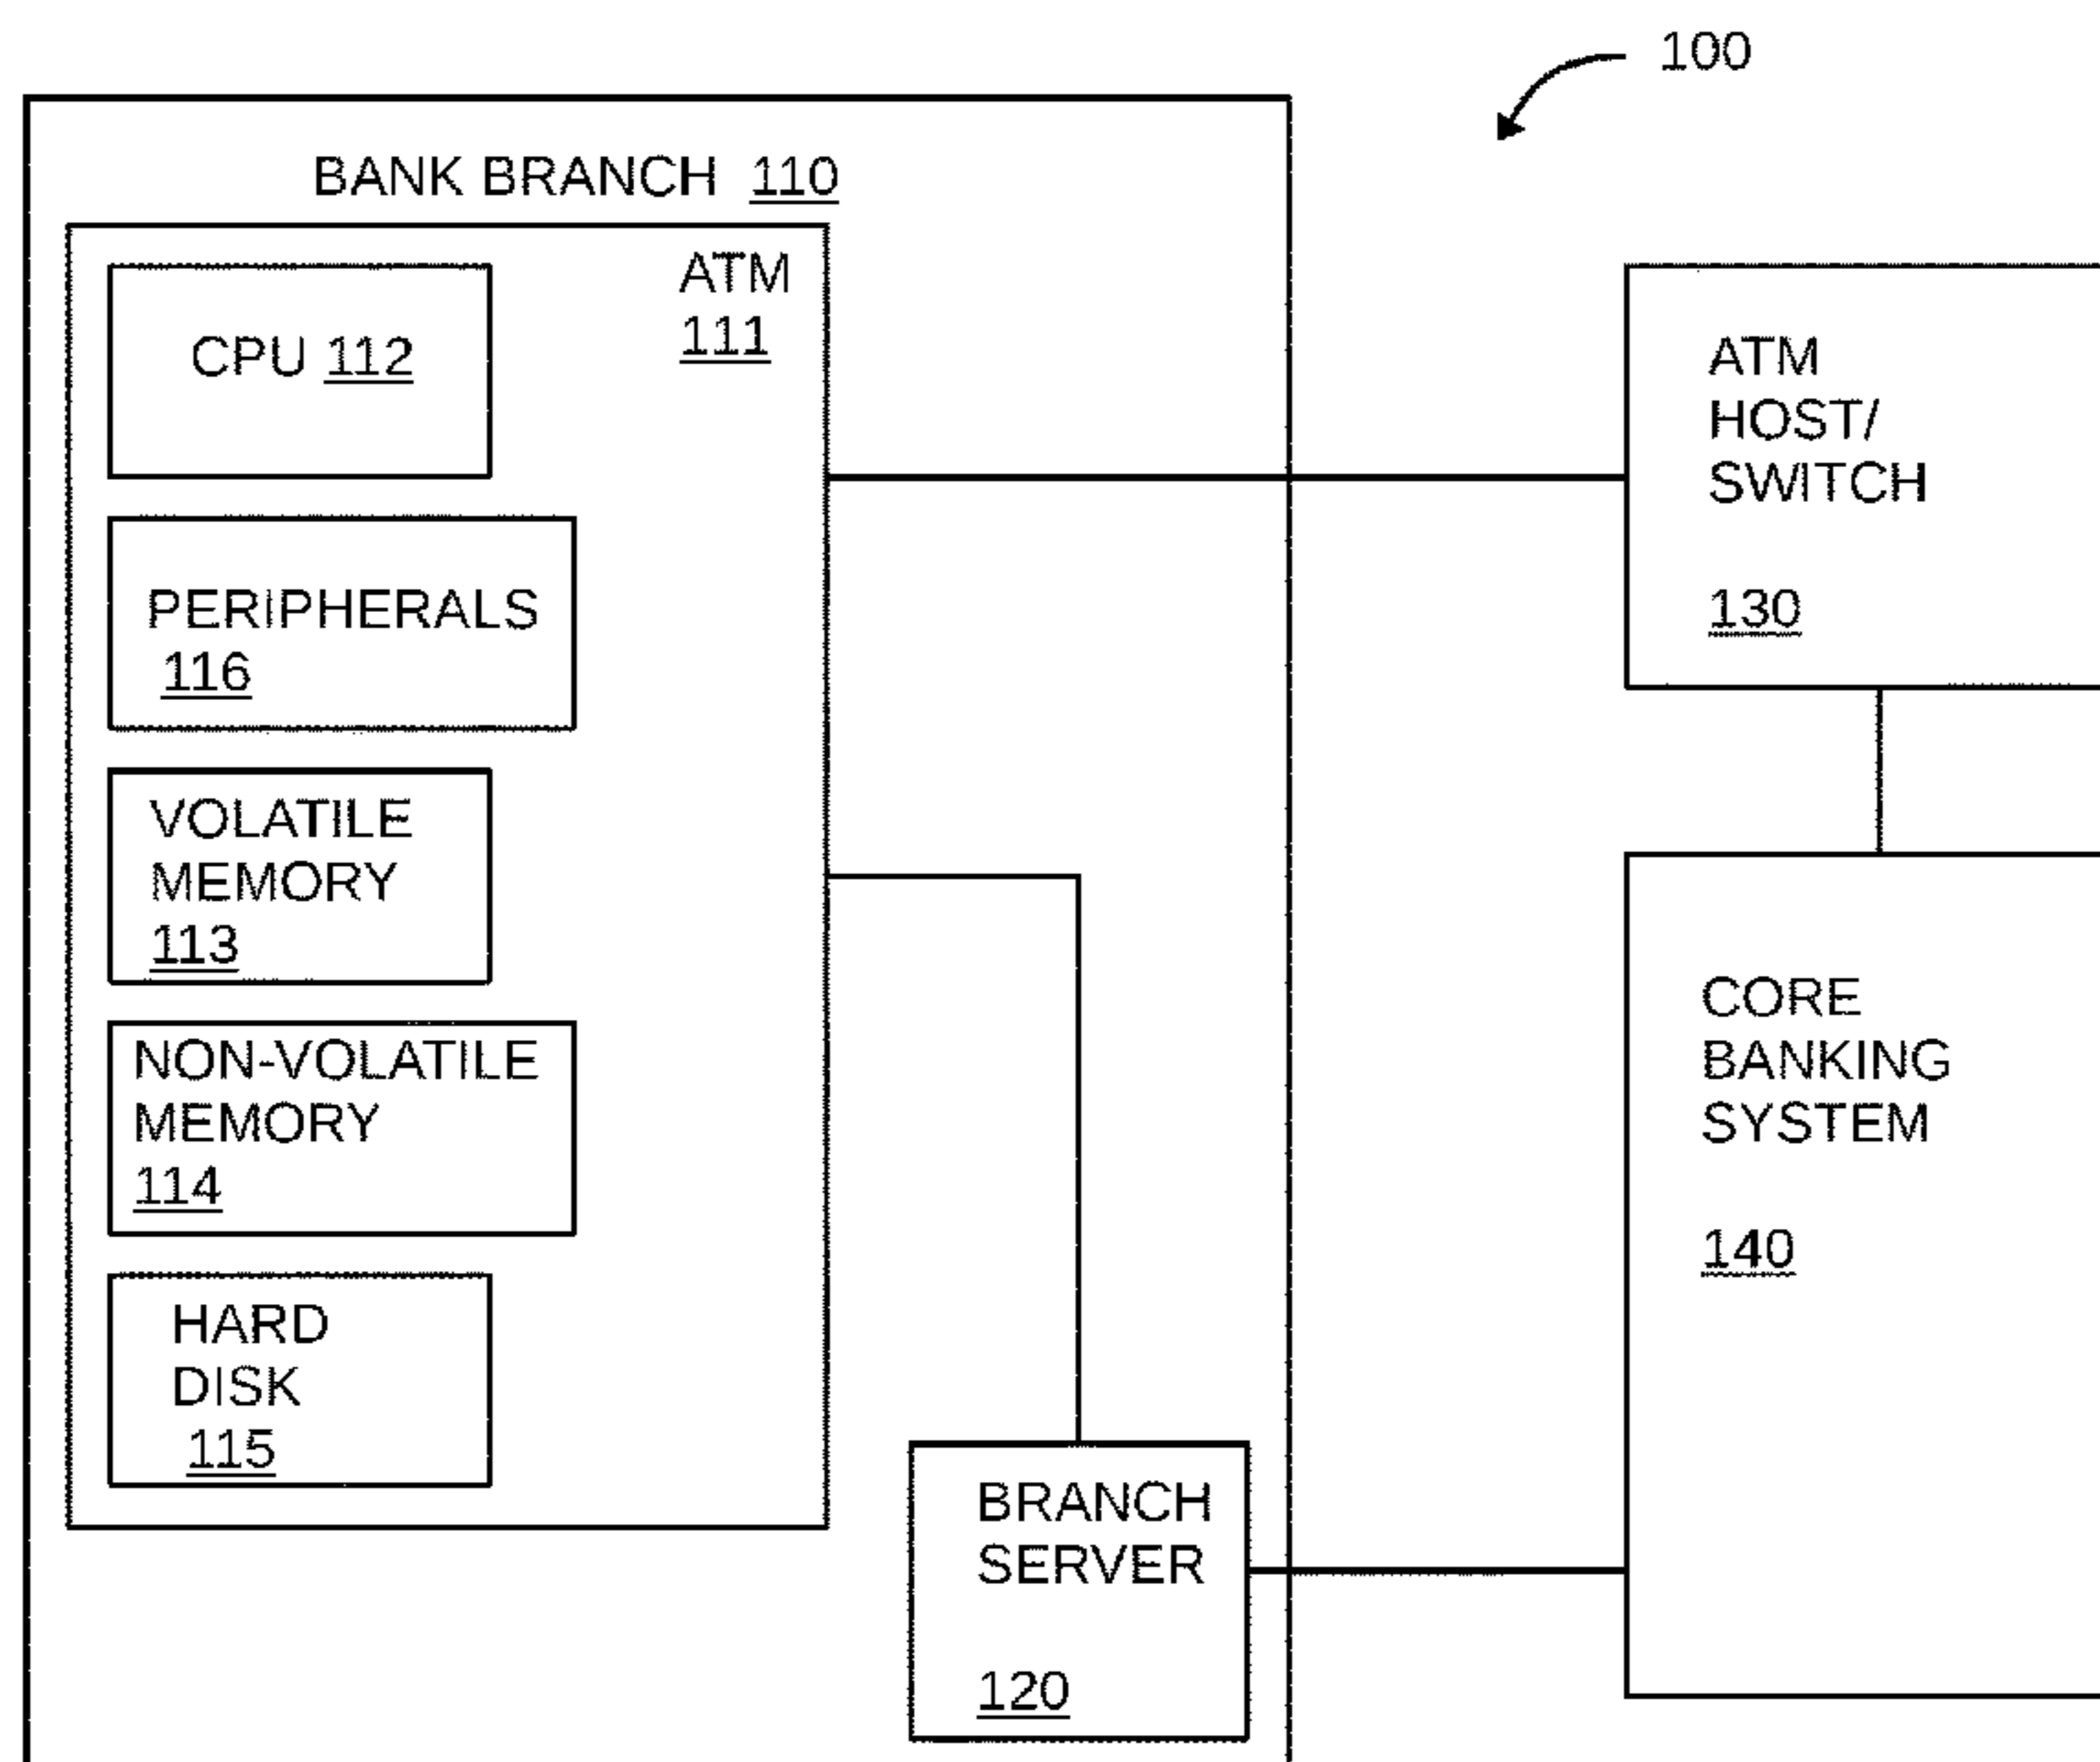 100
BANK BRANCH 110
ATM
111
CPU 112
PERIPHERALS
116
VOLATILE
MEMORY
113
NON-VOLATILE
MEMORY
114
HARD
DISK
115
BRANCH
SERVER
120
ATM
HOST/
SWITCH
130
CORE
BANKING
SYSTEM
140